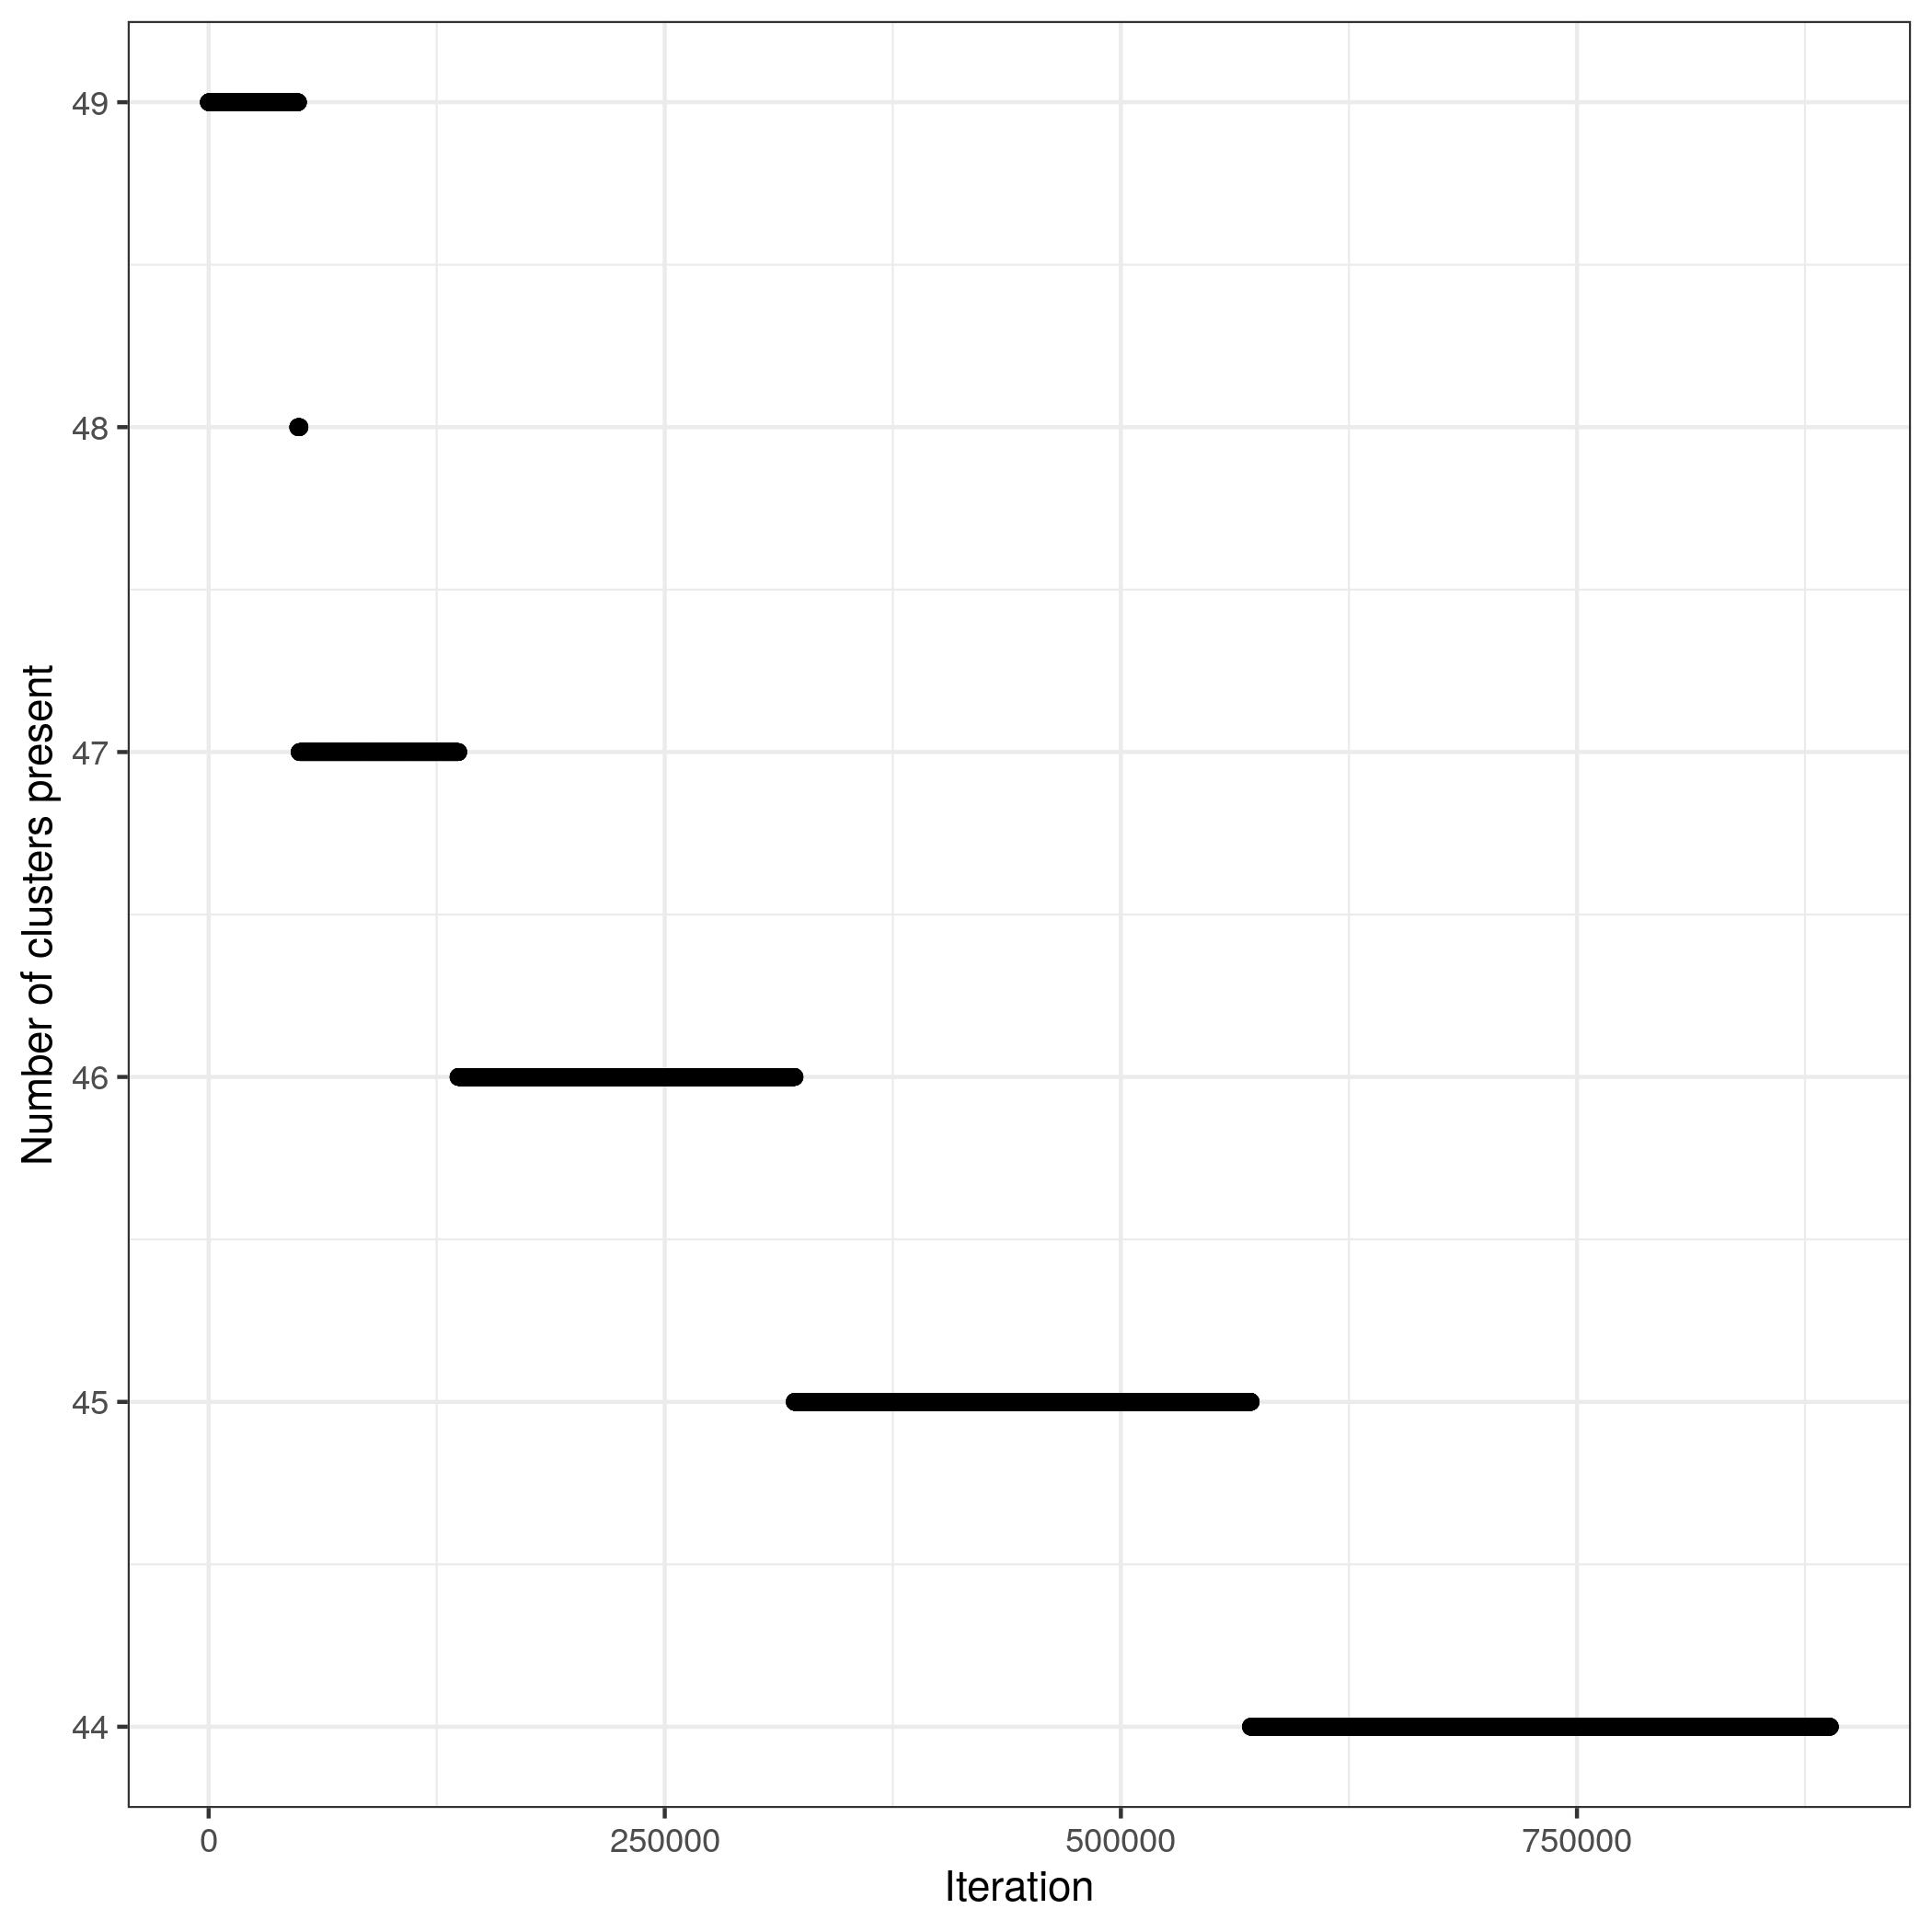 Number of clusters present
49
48
47
46
45
44
0 250000 500000 750000
Iteration